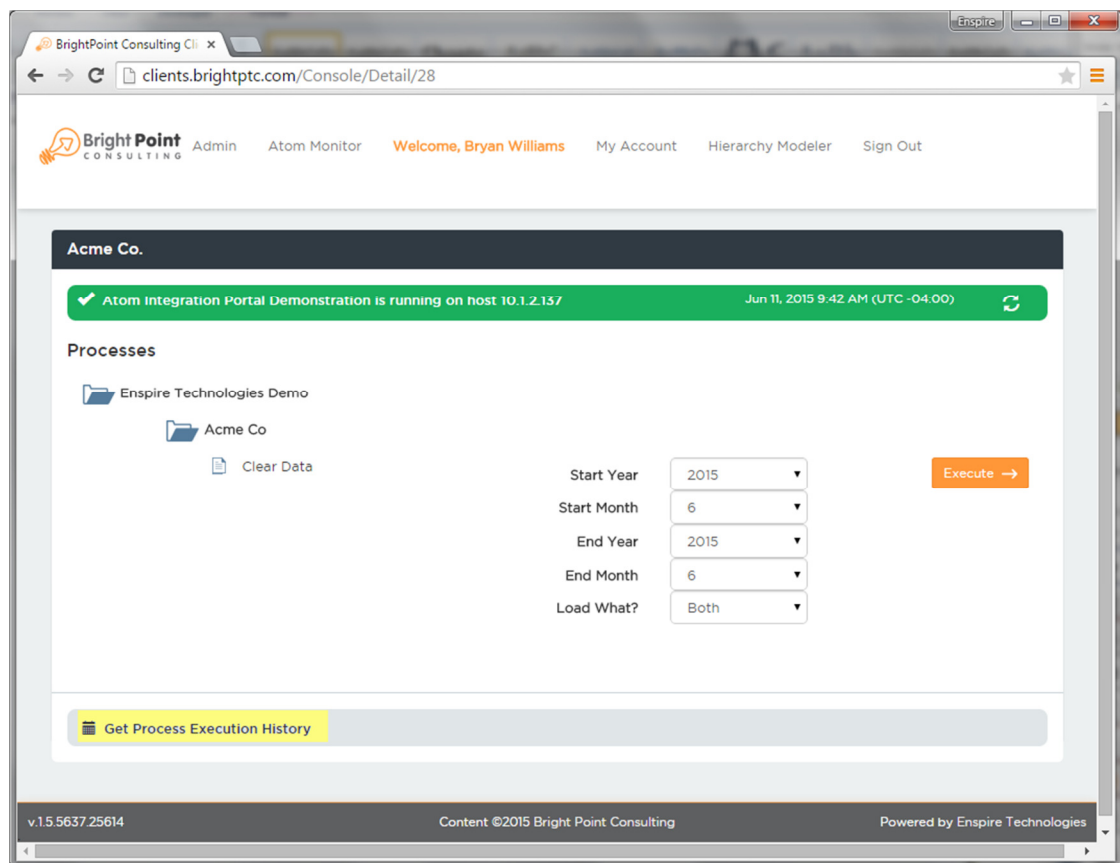 Enspire
BrightPoint Consulting Cli
clients.brightptc.com/Console/Detail/28
Bright Point
CONSULTING
Admin Atom Monitor Welcome, Bryan Williams My Account Hierarchy Modeler Sign Out
Acme Co.
Atom Integration Portal Demonstration is running on host 10.1.2.137 Jun 11, 2015 9:42 AM (UTC -04:00)
Processes
Enspire Technologies Demo
Acme Co
Clear Data
Start Year 2015 Execute →
Start Month 6
End Year 2015
End Month 6
Load What? Both
Get Process Execution History
v.1.5.5637.25614 Content ©2015 Bright Point Consulting Powered by Enspire Technologies